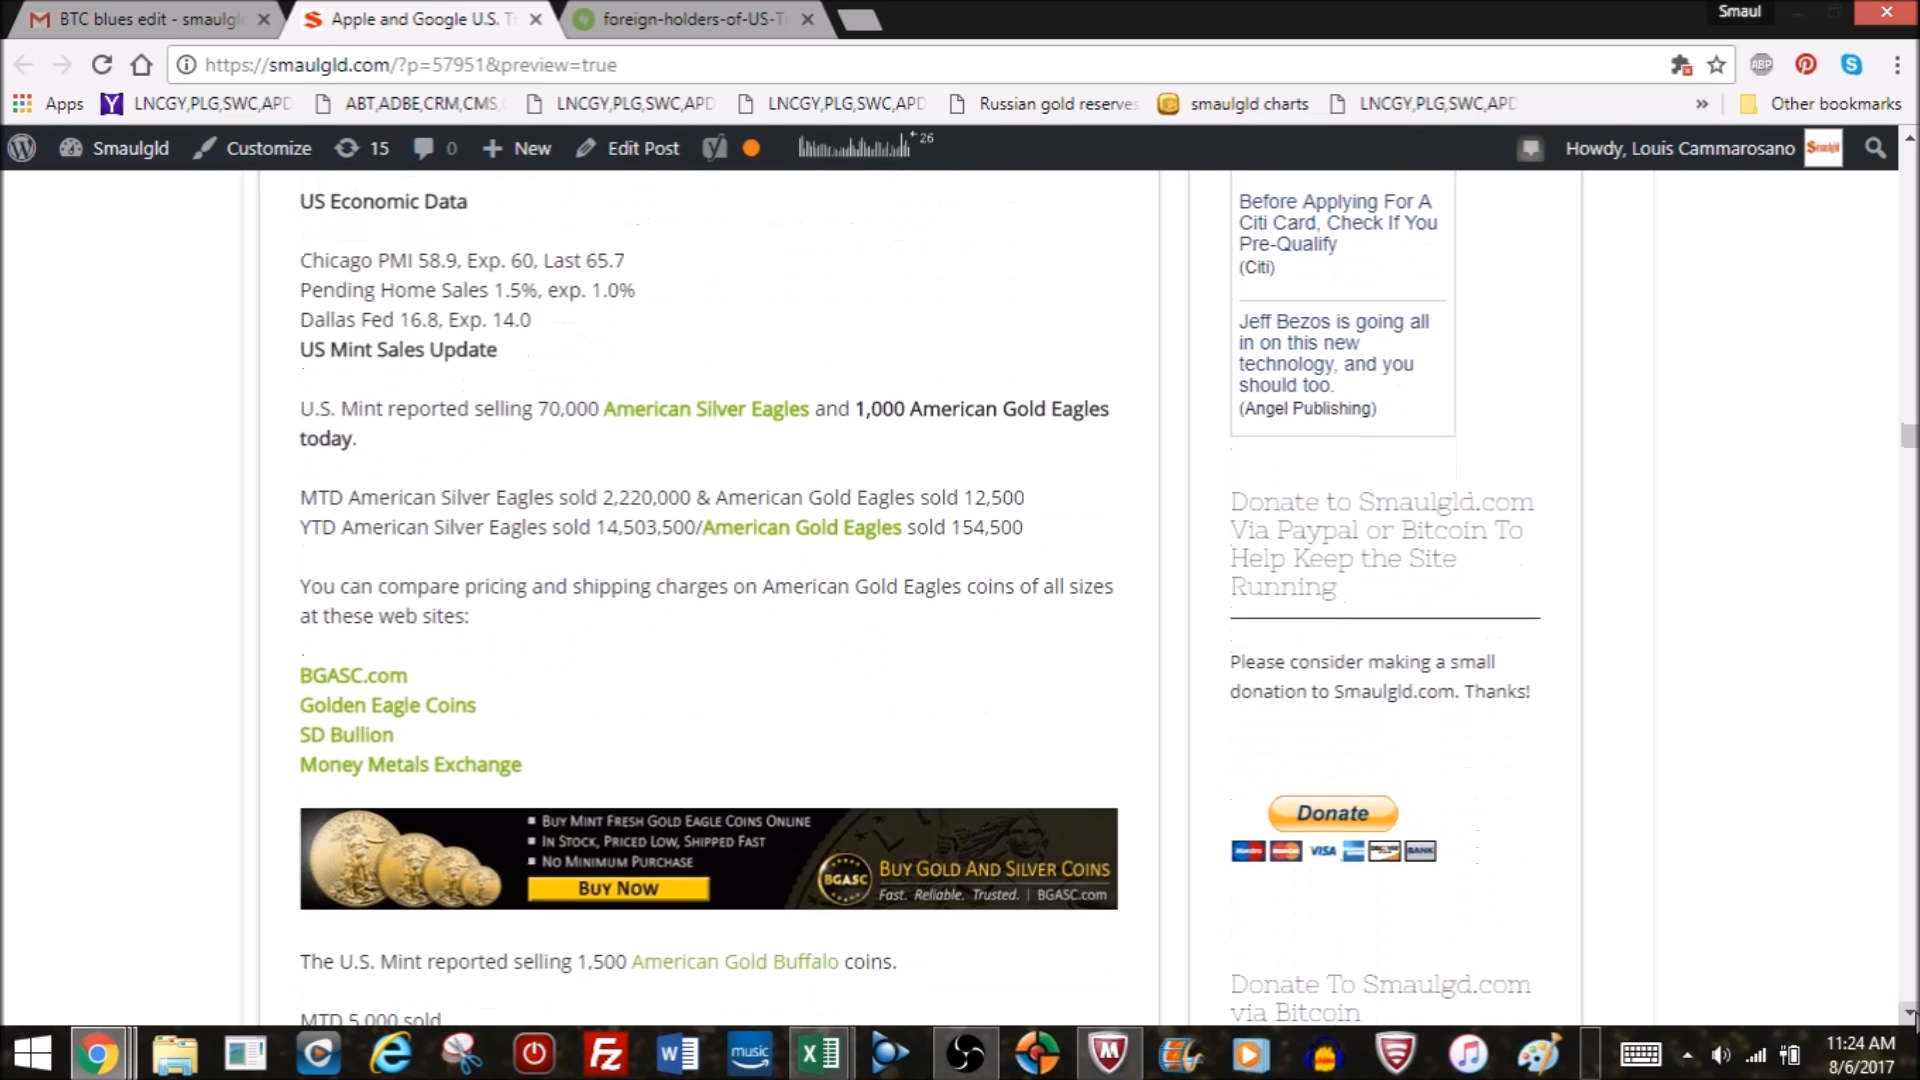 BTC blues edit - smaulgl
Apple and Google U.S. T
foreign-holders-of-US-T
Smaul
https://smaulgld.com/?p=57951&preview=true
ABP
Apps
LNCGY,PLG,SWC,APD
ABT,ADBE,CRM,CMS,
LNCGY,PLG,SWC,APD
LNCGY,PLG,SWC,APD
Russian gold reserves
smaulgld charts
LNCGY,PLG,SWC,APD
»
Other bookmarks
Smaulgld
Customize
15
0
New
Edit Post
26
Howdy, Louis Cammarosano
Smaulgld
US Economic Data
Chicago PMI 58.9, Exp. 60, Last 65.7
Pending Home Sales 1.5%, exp. 1.0%
Dallas Fed 16.8, Exp. 14.0
US Mint Sales Update
U.S. Mint reported selling 70,000 American Silver Eagles and 1,000 American Gold Eagles
today.
MTD American Silver Eagles sold 2,220,000 & American Gold Eagles sold 12,500
YTD American Silver Eagles sold 14,503,500/American Gold Eagles sold 154,500
You can compare pricing and shipping charges on American Gold Eagles coins of all sizes
at these web sites:
BGASC.com
Golden Eagle Coins
SD Bullion
Money Metals Exchange
BUY MINT FRESH GOLD EAGLE COINS ONLINE
IN STOCK, PRICED LOW, SHIPPED FAST
NO MINIMUM PURCHASE
BUY NOW
BGASC
BUY GOLD AND SILVER COINS
Fast. Reliable. Trusted. | BGASC.com
The U.S. Mint reported selling 1,500 American Gold Buffalo coins.
MTD 5,000 sold
Before Applying For A
Citi Card, Check If You
Pre-Qualify
(Citi)
Jeff Bezos is going all
in on this new
technology, and you
should too.
(Angel Publishing)
Donate to Smaulgld.com
Via Paypal or Bitcoin To
Help Keep the Site
Running
Please consider making a small
donation to Smaulgld.com. Thanks!
Donate
VISA
BANK
Donate To Smaulgd.com
via Bitcoin
music
11:24 AM
8/6/2017